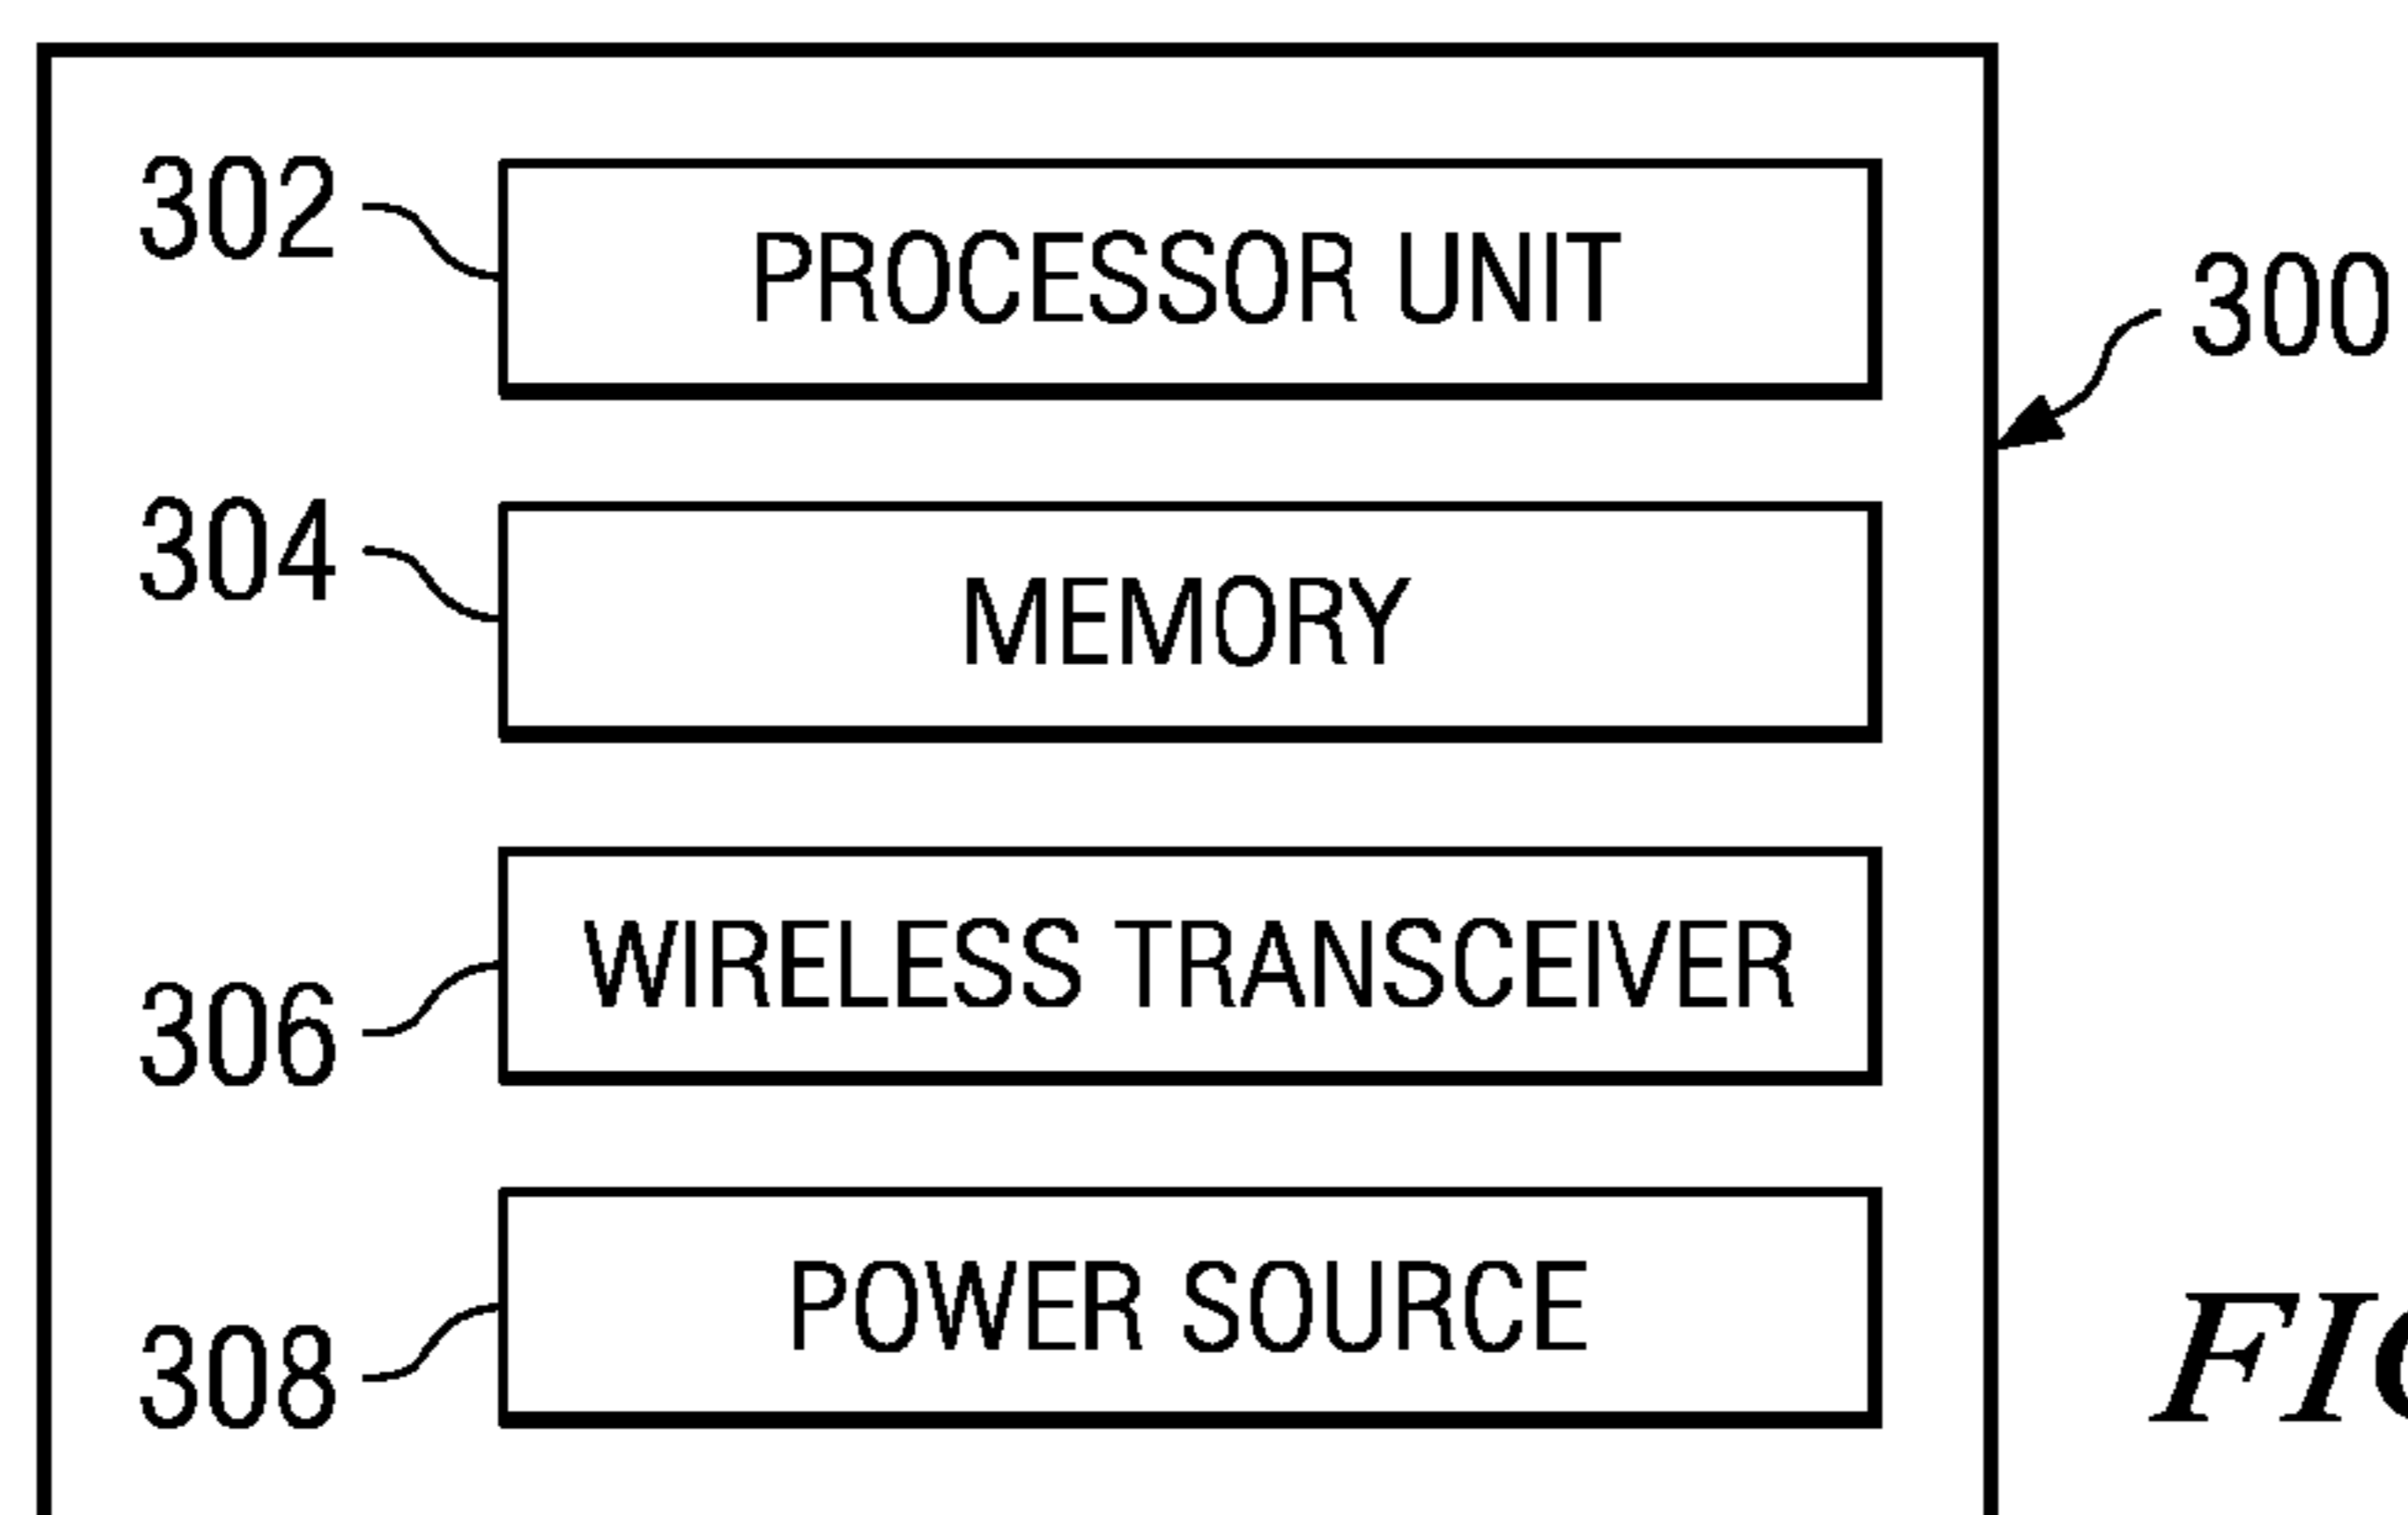 302
PROCESSOR UNIT
300
304
MEMORY
306
WIRELESS TRANSCEIVER
308
POWER SOURCE